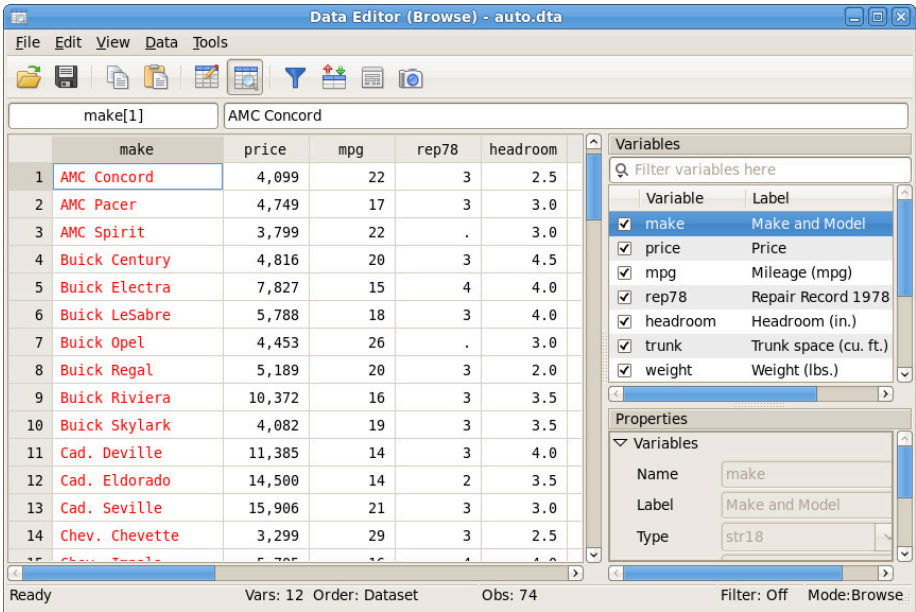 Data Editor (Browse) - auto.dta
File Edit View Data Tools
make[1] AMC Concord
make price mpg rep78 headroom
1 AMC Concord 4,099 22 3 2.5
2 AMC Pacer 4,749 17 3 3.0
3 AMC Spirit 3,799 22 . 3.0
4 Buick Century 4,816 20 3 4.5
5 Buick Electra 7,827 15 4 4.0
6 Buick LeSabre 5,788 18 3 4.0
7 Buick Opel 4,453 26 . 3.0
8 Buick Regal 5,189 20 3 2.0
9 Buick Riviera 10,372 16 3 3.5
10 Buick Skylark 4,082 19 3 3.5
11 Cad. Deville 11,385 14 3 4.0
12 Cad. Eldorado 14,500 14 2 3.5
13 Cad. Seville 15,906 21 3 3.0
14 Chev. Chevette 3,299 29 3 2.5
Variables
Filter variables here
Variable Label
make Make and Model
price Price
mpg Mileage (mpg)
rep78 Repair Record 1978
headroom Headroom (in.)
trunk Trunk space (cu. ft.)
weight Weight (lbs.)
Properties
Variables
Name make
Label Make and Model
Type str18
Ready Vars: 12 Order: Dataset Obs: 74 Filter: Off Mode:Browse